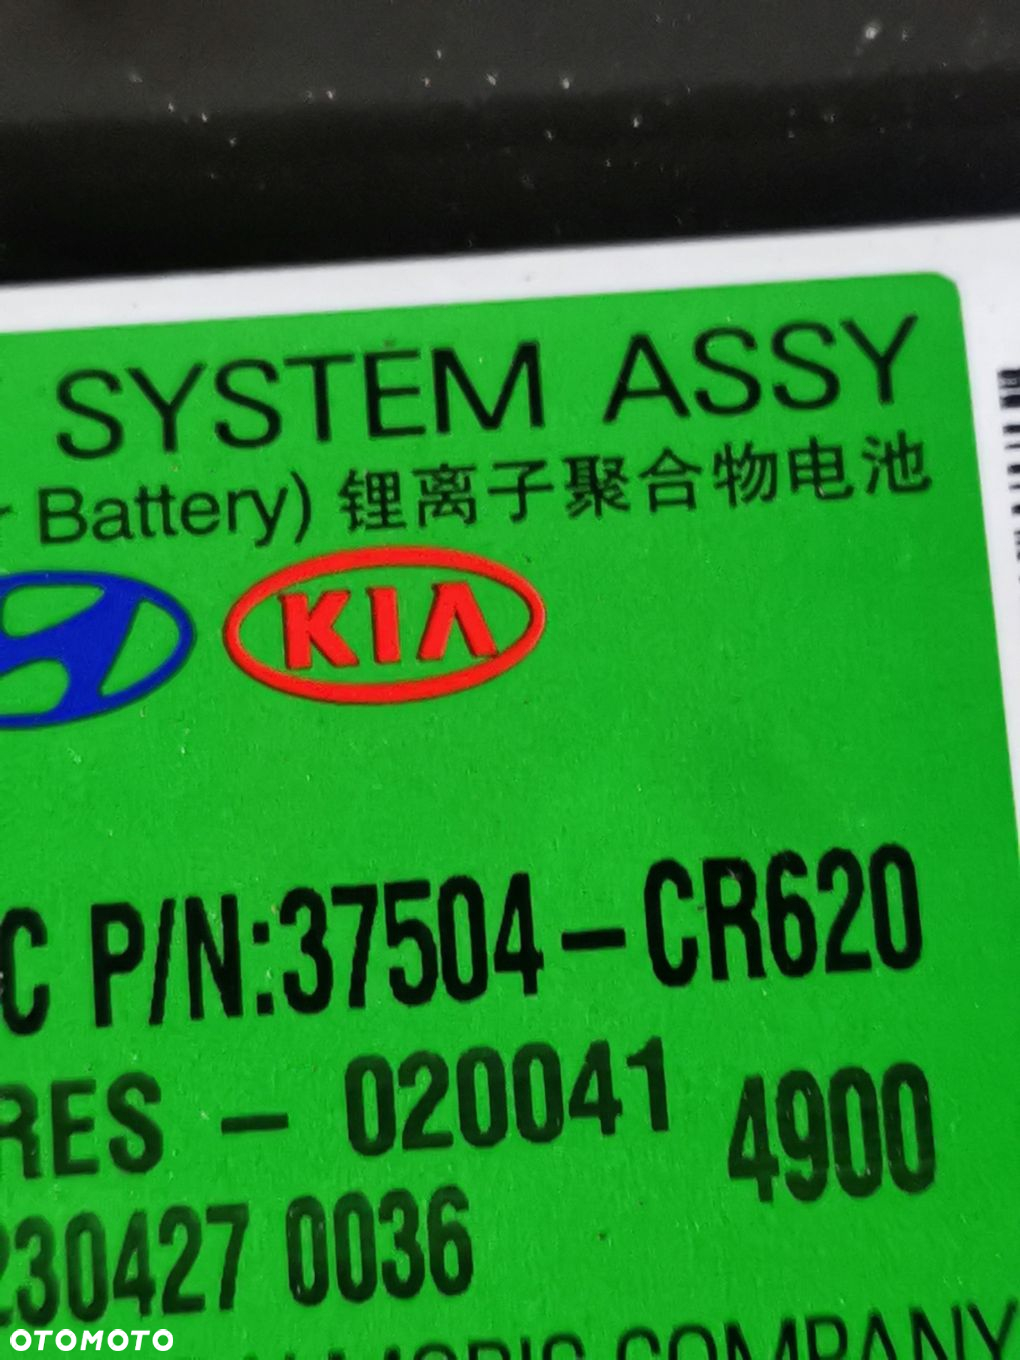 SYSTEM ASSY
Battery) 锂离子聚合物电池
KIA
C P/N:37504-CR620
RES - 020041 4900
230427 0036
COMPANY
OTOMOTO